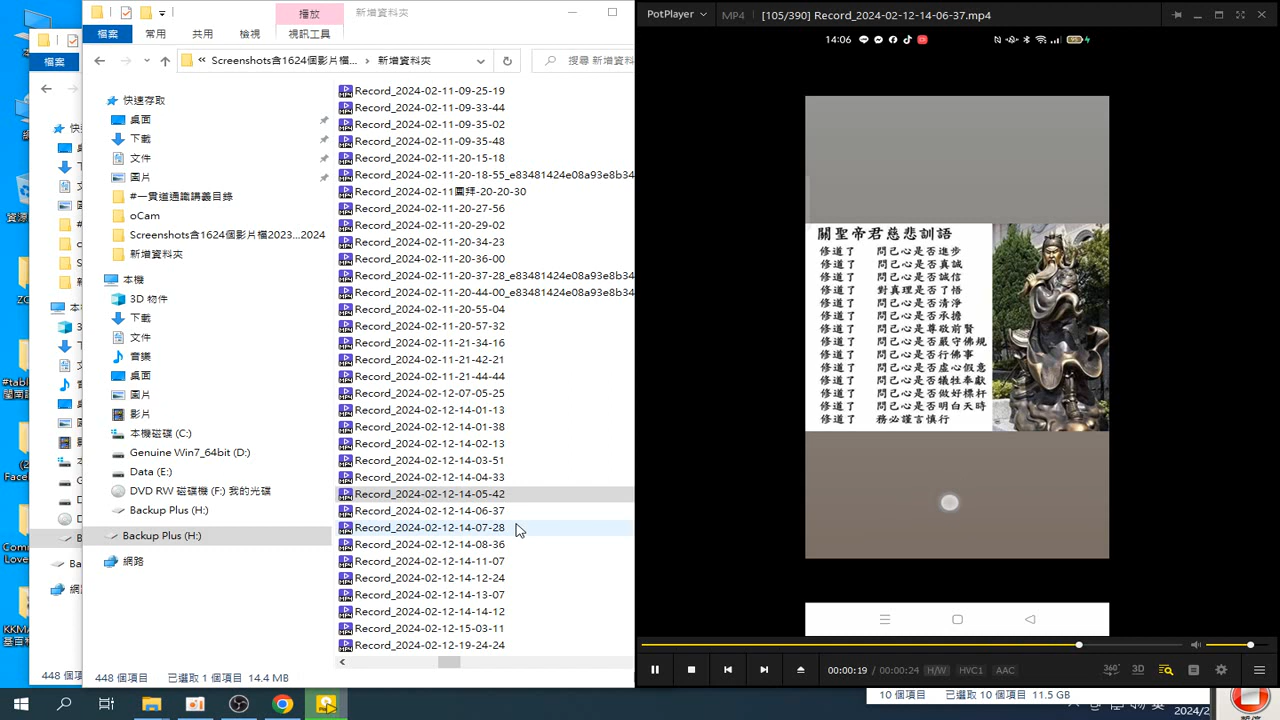 播放
新增資料夾
檔案
常用
共用
檢視
視訊工具
« Screenshots含1624個影片檔... › 新增資料夾
搜尋 新增資料
快速存取
桌面
下載
文件
圖片
#一貫道通識講義目錄
oCam
Screenshots含1624個影片檔2023...2024
新增資料夾
本機
3D 物件
下載
文件
音樂
桌面
圖片
影片
本機磁碟 (C:)
Genuine Win7_64bit (D:)
Data (E:)
DVD RW 磁碟機 (F:) 我的光碟
Backup Plus (H:)
Backup Plus (H:)
網路
Record_2024-02-11-09-25-19
Record_2024-02-11-09-33-44
Record_2024-02-11-09-35-02
Record_2024-02-11-09-35-48
Record_2024-02-11-20-15-18
Record_2024-02-11-20-18-55_e83481424e08a93e8b34
Record_2024-02-11圓拜-20-20-30
Record_2024-02-11-20-27-56
Record_2024-02-11-20-29-02
Record_2024-02-11-20-34-23
Record_2024-02-11-20-36-00
Record_2024-02-11-20-37-28_e83481424e08a93e8b34
Record_2024-02-11-20-44-00_e83481424e08a93e8b34
Record_2024-02-11-20-55-04
Record_2024-02-11-20-57-32
Record_2024-02-11-21-34-16
Record_2024-02-11-21-42-21
Record_2024-02-11-21-44-44
Record_2024-02-12-07-05-25
Record_2024-02-12-14-01-13
Record_2024-02-12-14-01-38
Record_2024-02-12-14-02-13
Record_2024-02-12-14-03-51
Record_2024-02-12-14-04-33
Record_2024-02-12-14-05-42
Record_2024-02-12-14-06-37
Record_2024-02-12-14-07-28
Record_2024-02-12-14-08-36
Record_2024-02-12-14-11-07
Record_2024-02-12-14-12-24
Record_2024-02-12-14-13-07
Record_2024-02-12-14-14-12
Record_2024-02-12-15-03-11
Record_2024-02-12-19-24-24
448 個項目 已選取 1 個項目 14.4 MB
檔案
448 個項
PotPlayer
MP4
[105/390] Record_2024-02-12-14-06-37.mp4
14:06
關聖帝君慈悲訓語
修道了 問己心是否進步
修道了 問己心是否真誠
修道了 問己心是否誠信
修道了 對真理是否了悟
修道了 問己心是否清淨
修道了 問己心是否承擔
修道了 問己心是尊敬前賢
修道了 問己心是否嚴守佛規
修道了 問己心是否行佛事
修道了 問己心是否虛心假意
修道了 問己心是否犧牲奉獻
修道了 問己心是否做好標杆
修道了 問己心是否明白天時
修道了 務必謹言慎行
00:00:19 / 00:00:24 H/W HVC1 AAC
360°
3D
10 個項目 已選取 10 個項目 11.5 GB
2024/2